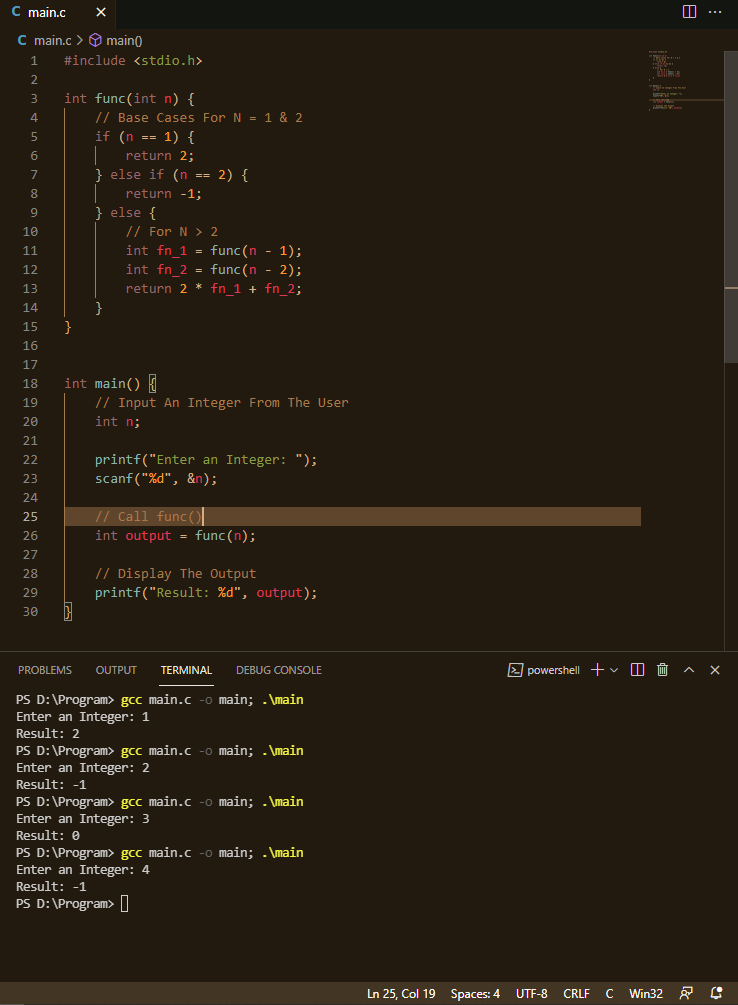 C main.c ×
C main.c > main()
1 #include <stdio.h>
2
3 int func(int n) {
4     // Base Cases For N = 1 & 2
5     if (n == 1) {
6         return 2;
7     } else if (n == 2) {
8         return -1;
9     } else {
10         // For N > 2
11         int fn_1 = func(n - 1);
12         int fn_2 = func(n - 2);
13         return 2 * fn_1 + fn_2;
14     }
15 }
16
17
18 int main() {
19     // Input An Integer From The User
20     int n;
21
22     printf("Enter an Integer: ");
23     scanf("%d", &n);
24
25     // Call func()
26     int output = func(n);
27
28     // Display The Output
29     printf("Result: %d", output);
30 }
PROBLEMS OUTPUT TERMINAL DEBUG CONSOLE powershell
PS D:\Program> gcc main.c -o main; .\main
Enter an Integer: 1
Result: 2
PS D:\Program> gcc main.c -o main; .\main
Enter an Integer: 2
Result: -1
PS D:\Program> gcc main.c -o main; .\main
Enter an Integer: 3
Result: 0
PS D:\Program> gcc main.c -o main; .\main
Enter an Integer: 4
Result: -1
PS D:\Program>
Ln 25, Col 19 Spaces: 4 UTF-8 CRLF C Win32